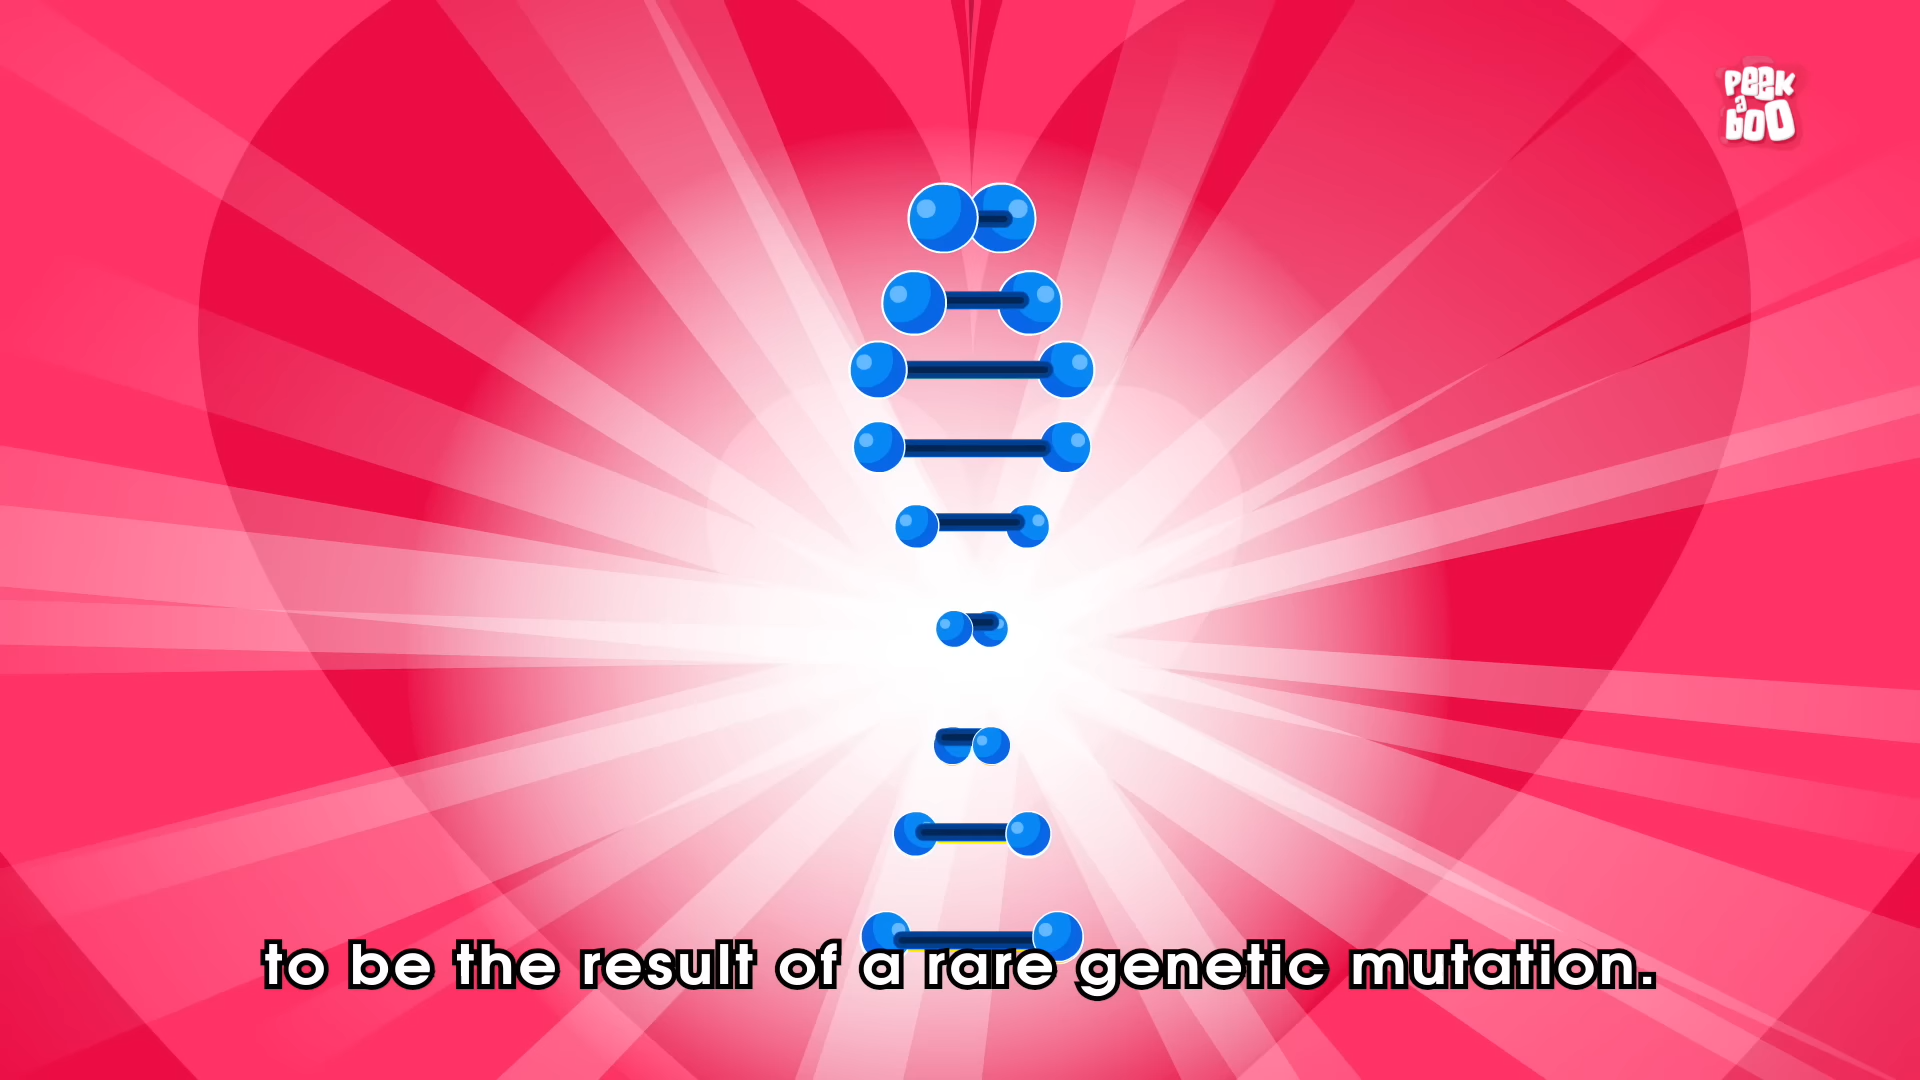 PEEK
a
boo
to be the result of a rare genetic mutation.